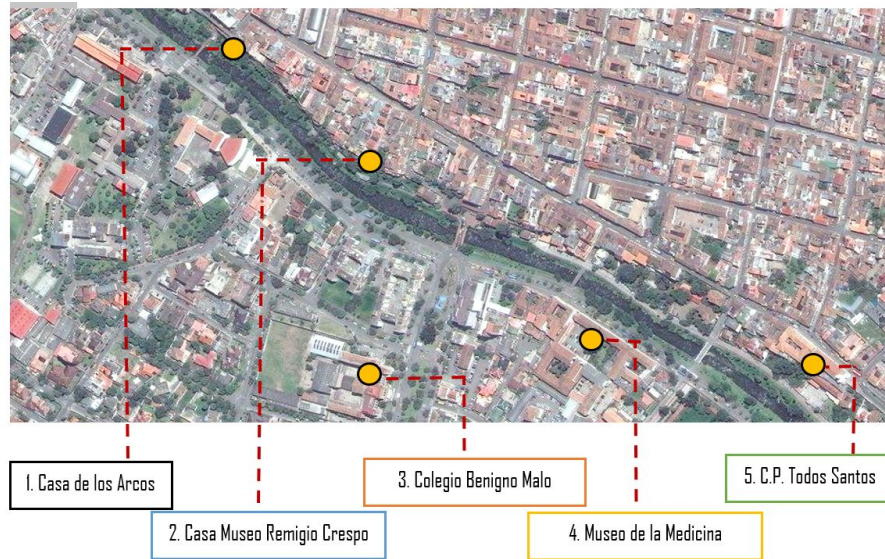 1. Casa de los Arcos
2. Casa Museo Remigio Crespo
3. Colegio Benigno Malo
4. Museo de la Medicina
5. C.P. Todos Santos